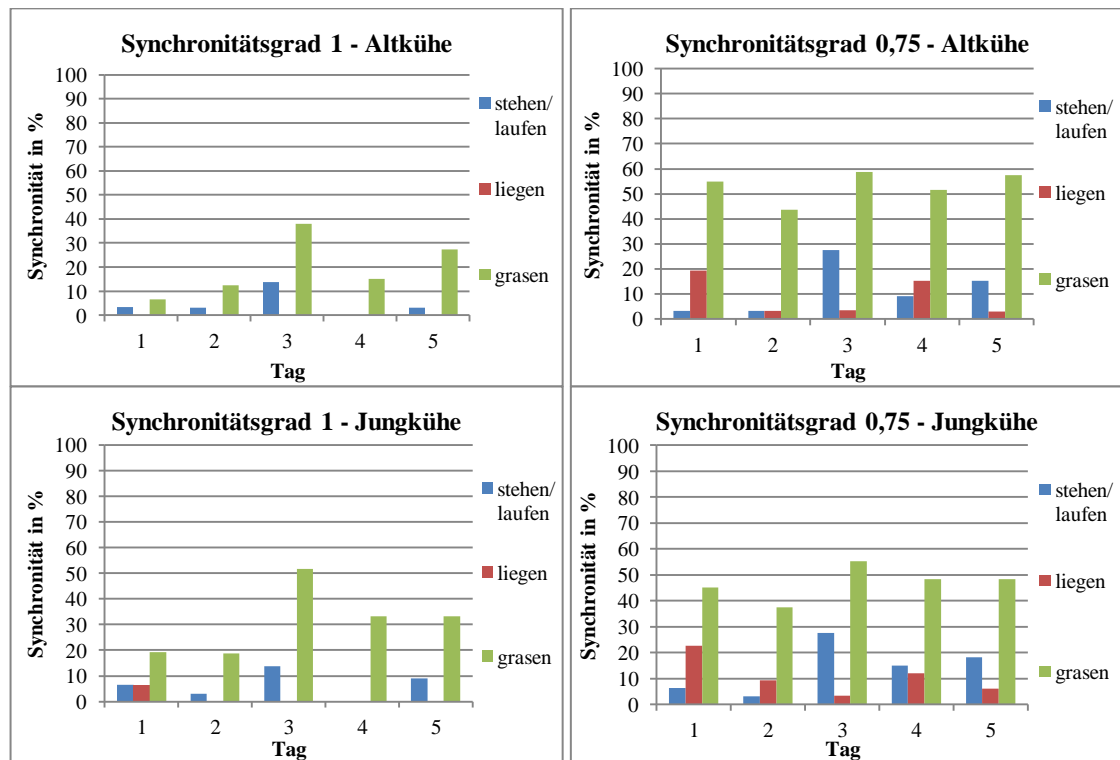 Synchronitätsgrad 1 - Altkühe
Synchronität in %
100
90
80
70
60
50
40
30
20
10
0
1 2 3 4 5
Tag
stehen/
laufen
liegen
grasen
Synchronitätsgrad 0,75 - Altkühe
Synchronität in %
100
90
80
70
60
50
40
30
20
10
0
1 2 3 4 5
Tag
stehen/
laufen
liegen
grasen
Synchronitätsgrad 1 - Jungkühe
Synchronität in %
100
90
80
70
60
50
40
30
20
10
0
1 2 3 4 5
Tag
stehen/
laufen
liegen
grasen
Synchronitätsgrad 0,75 - Jungkühe
Synchronität in %
100
90
80
70
60
50
40
30
20
10
0
1 2 3 4 5
Tag
stehen/
laufen
liegen
grasen